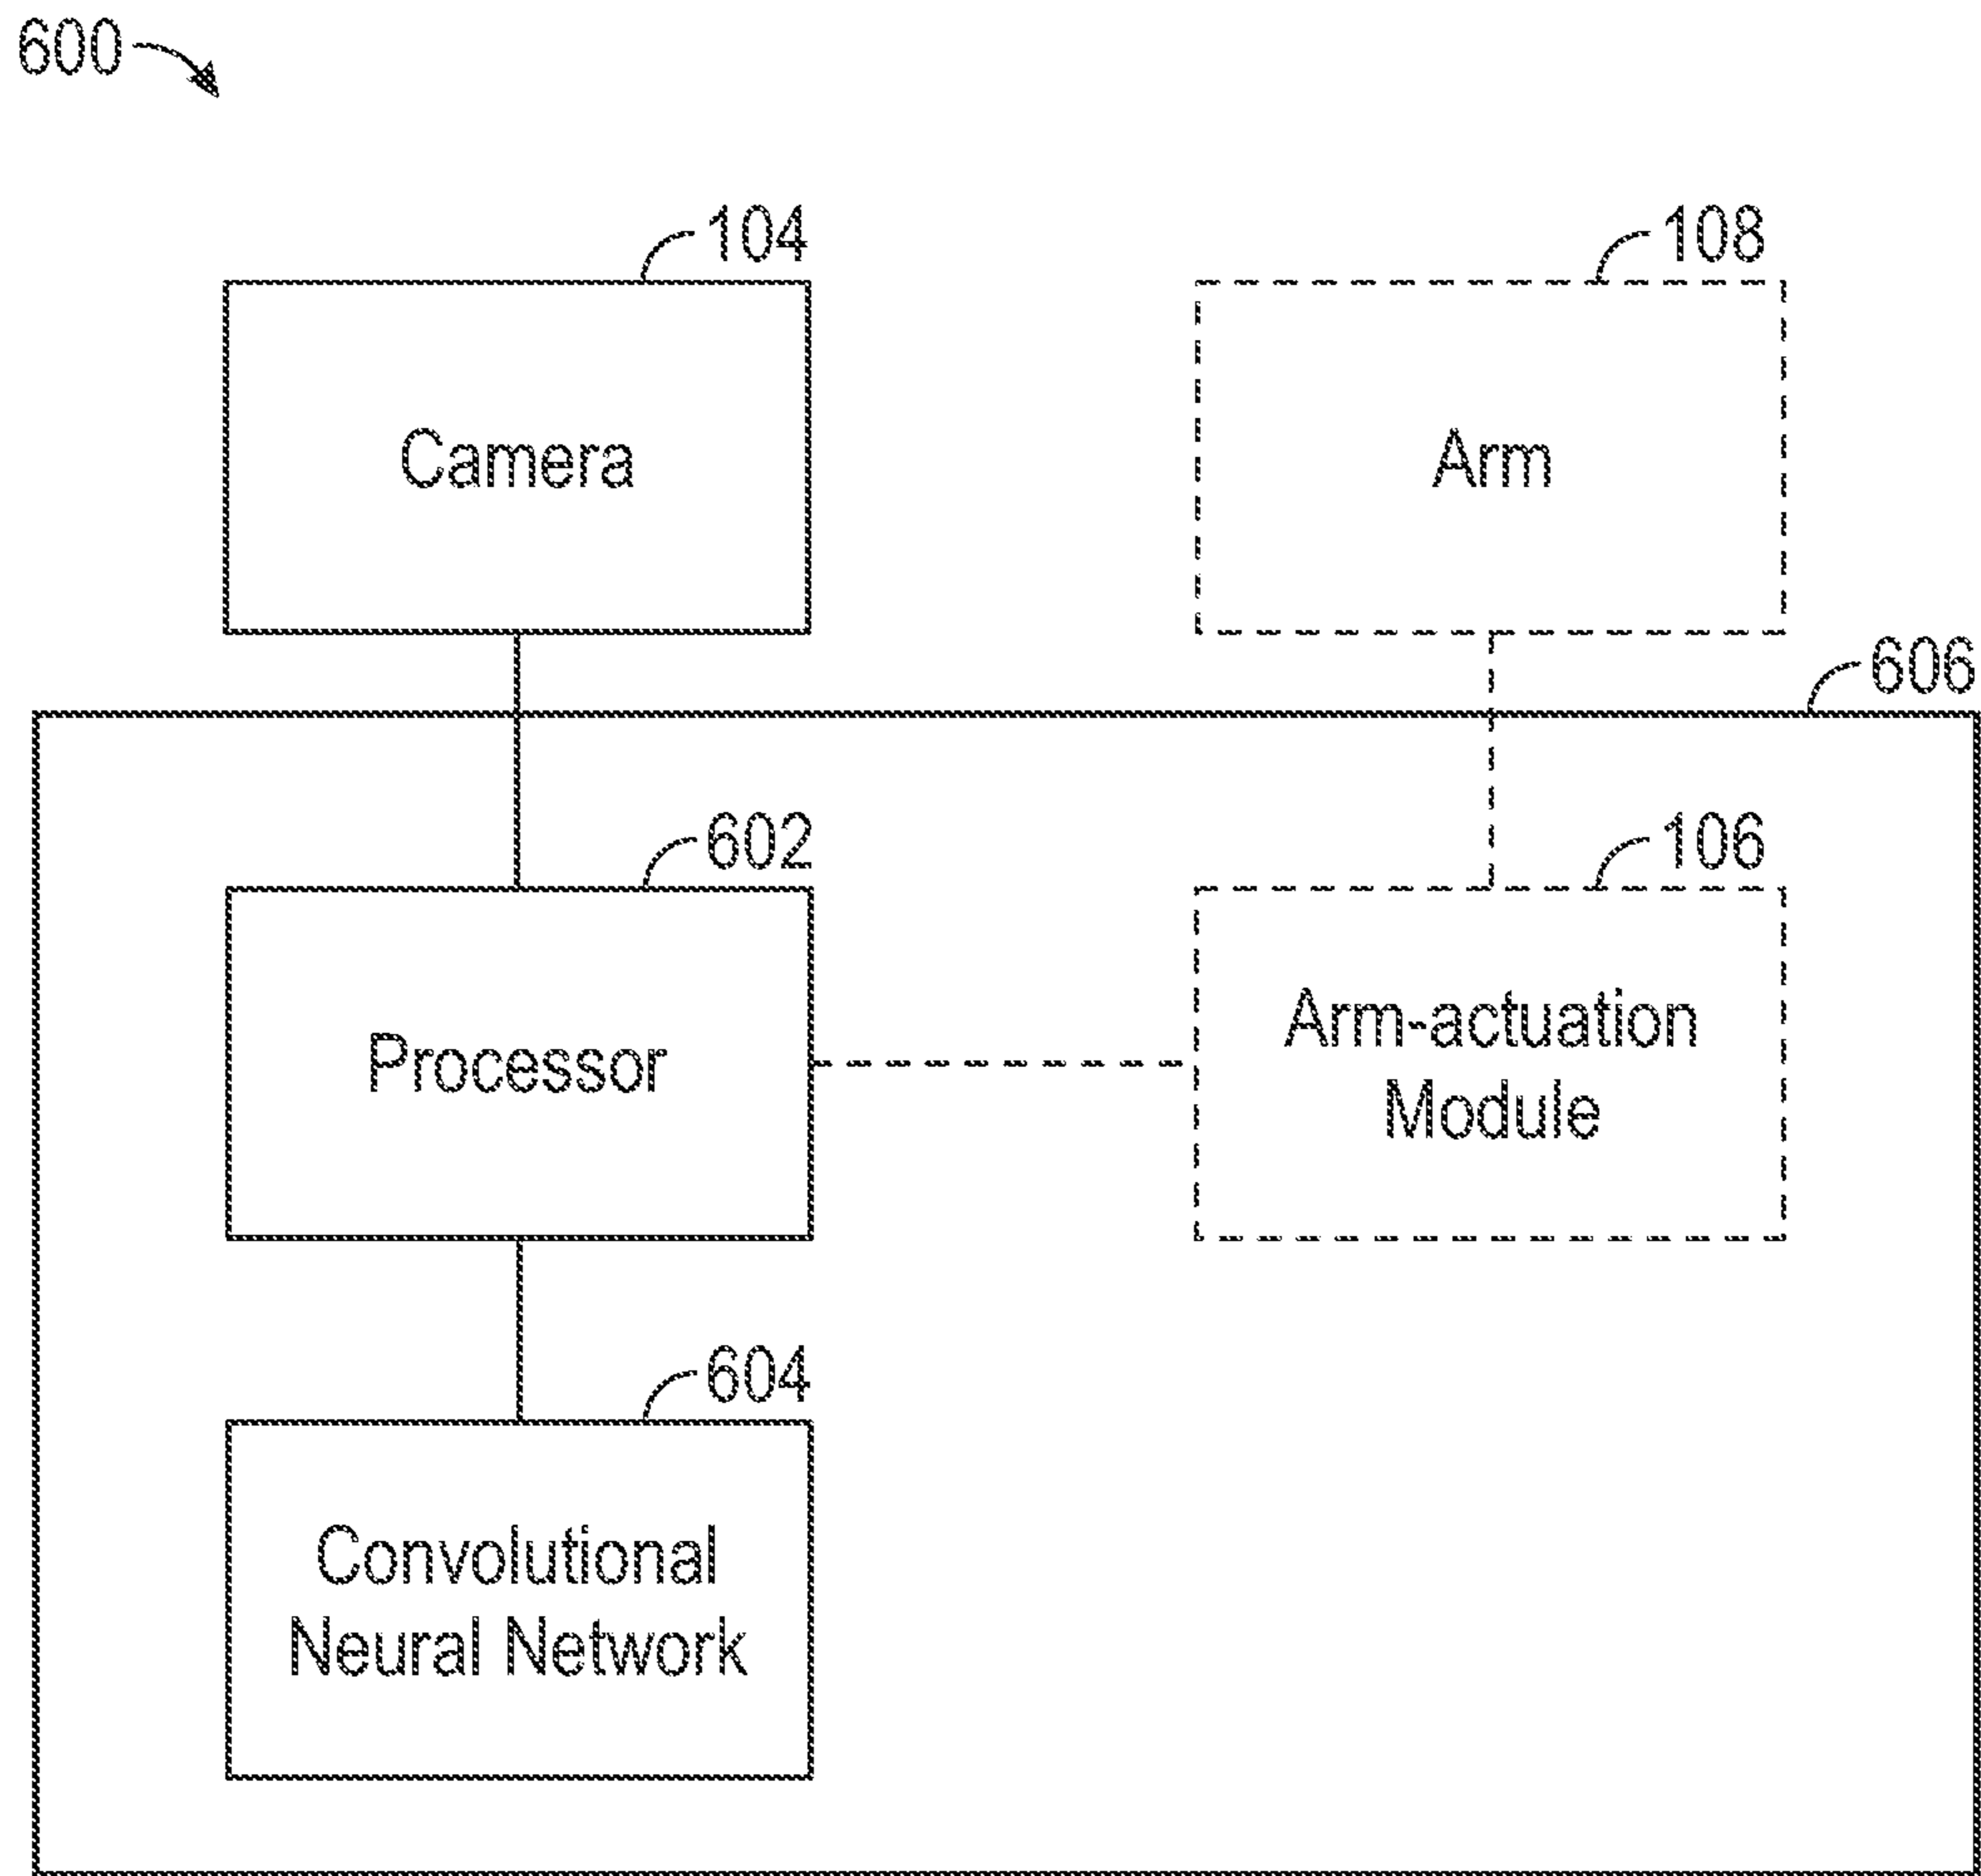 600
104
108
Camera
Arm
606
602
106
Processor
Arm-actuation
Module
604
Convolutional
Neural Network